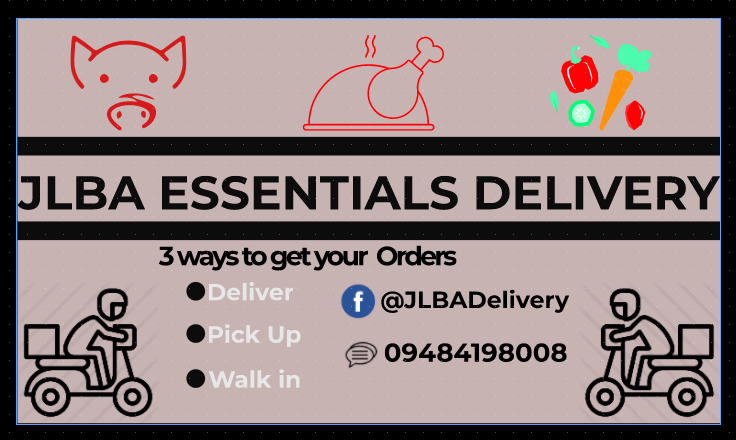 JLBA ESSENTIALS DELIVERY
3 ways to get your Orders
Deliver
Pick Up
Walk in
f @JLBADelivery
09484198008